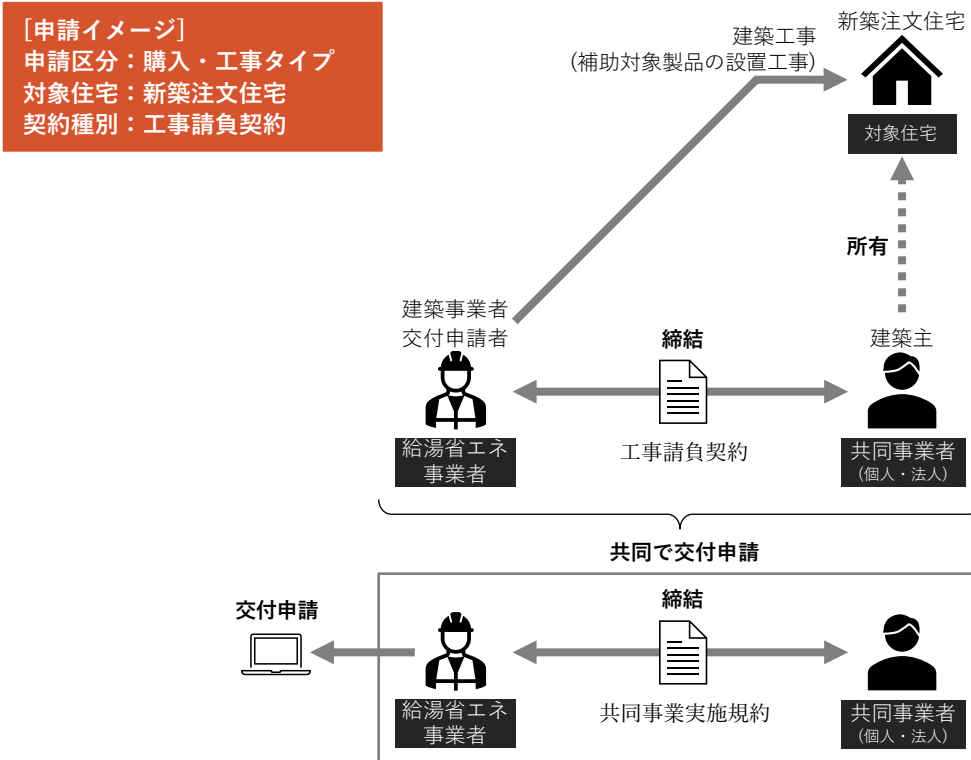 [申請イメージ]
申請区分：購入・工事タイプ
対象住宅：新築注文住宅
契約種別：工事請負契約
新築注文住宅
建築工事
(補助対象製品の設置工事)
対象住宅
所有
建築事業者
交付申請者
締結
建築主
給湯省エネ
事業者
工事請負契約
共同事業者
(個人・法人)
共同で交付申請
交付申請
締結
給湯省エネ
事業者
共同事業実施規約
共同事業者
(個人・法人)